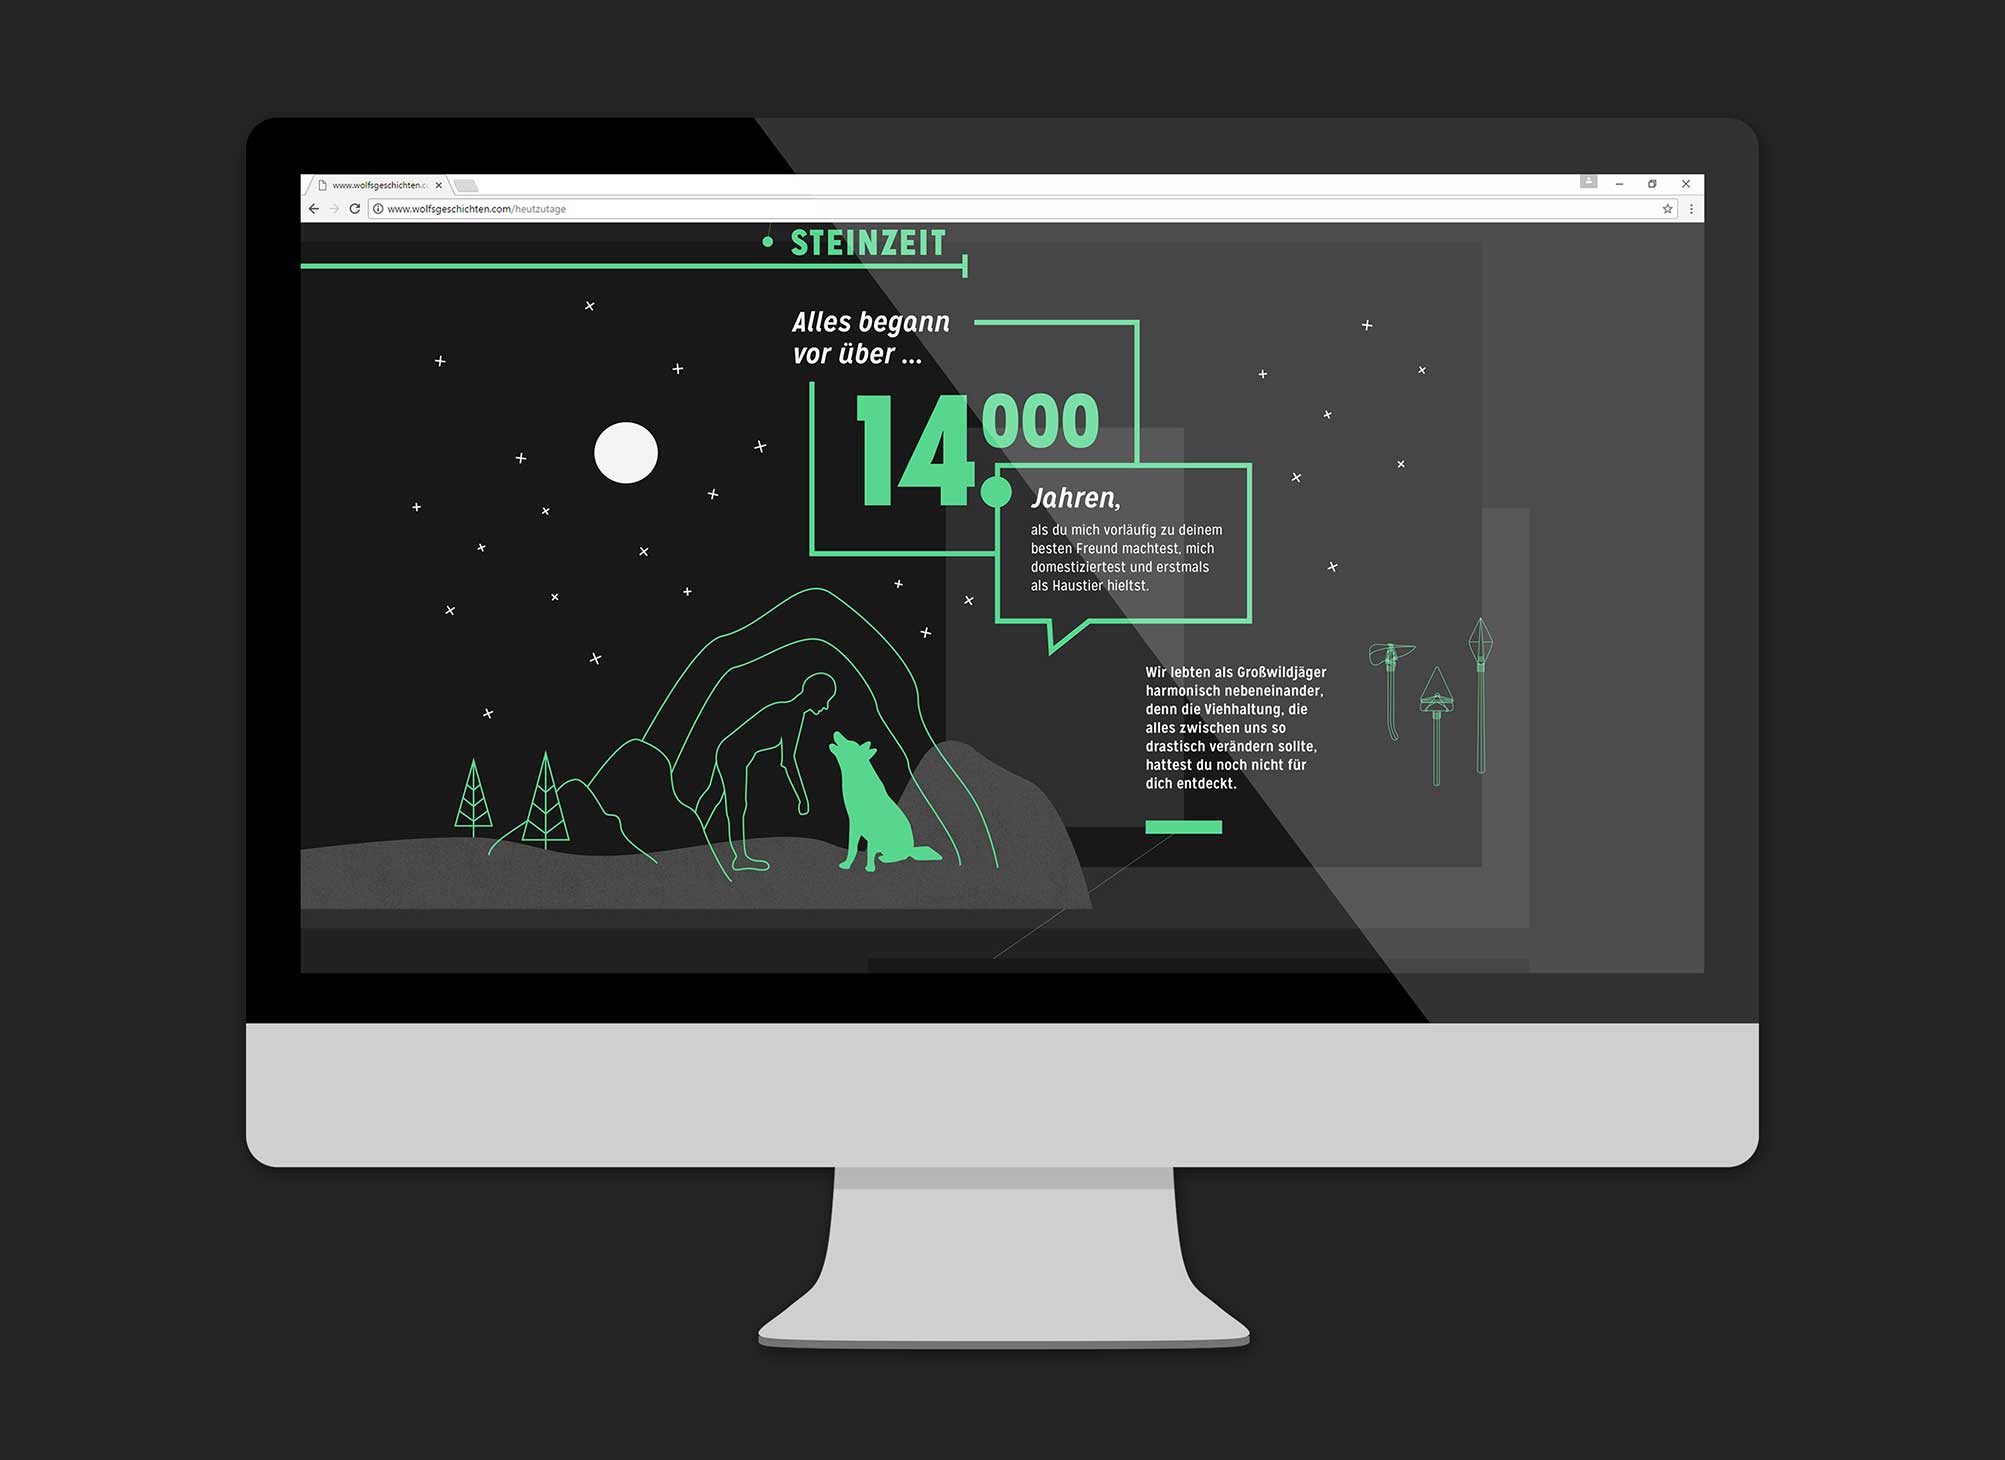 www.wolfsgeschichten.c
www.wolfsgeschichten.com/heutzutage
STEINZEIT
Alles begann
vor über ...
14.000
Jahren,
als du mich vorläufig zu deinem
besten Freund machtest, mich
domestiziertest und erstmals
als Haustier hieltst.
Wir lebten als Großwildjäger
harmonisch nebeneinander,
denn die Viehhaltung, die
alles zwischen uns so
drastisch verändern sollte,
hattest du noch nicht für
dich entdeckt.